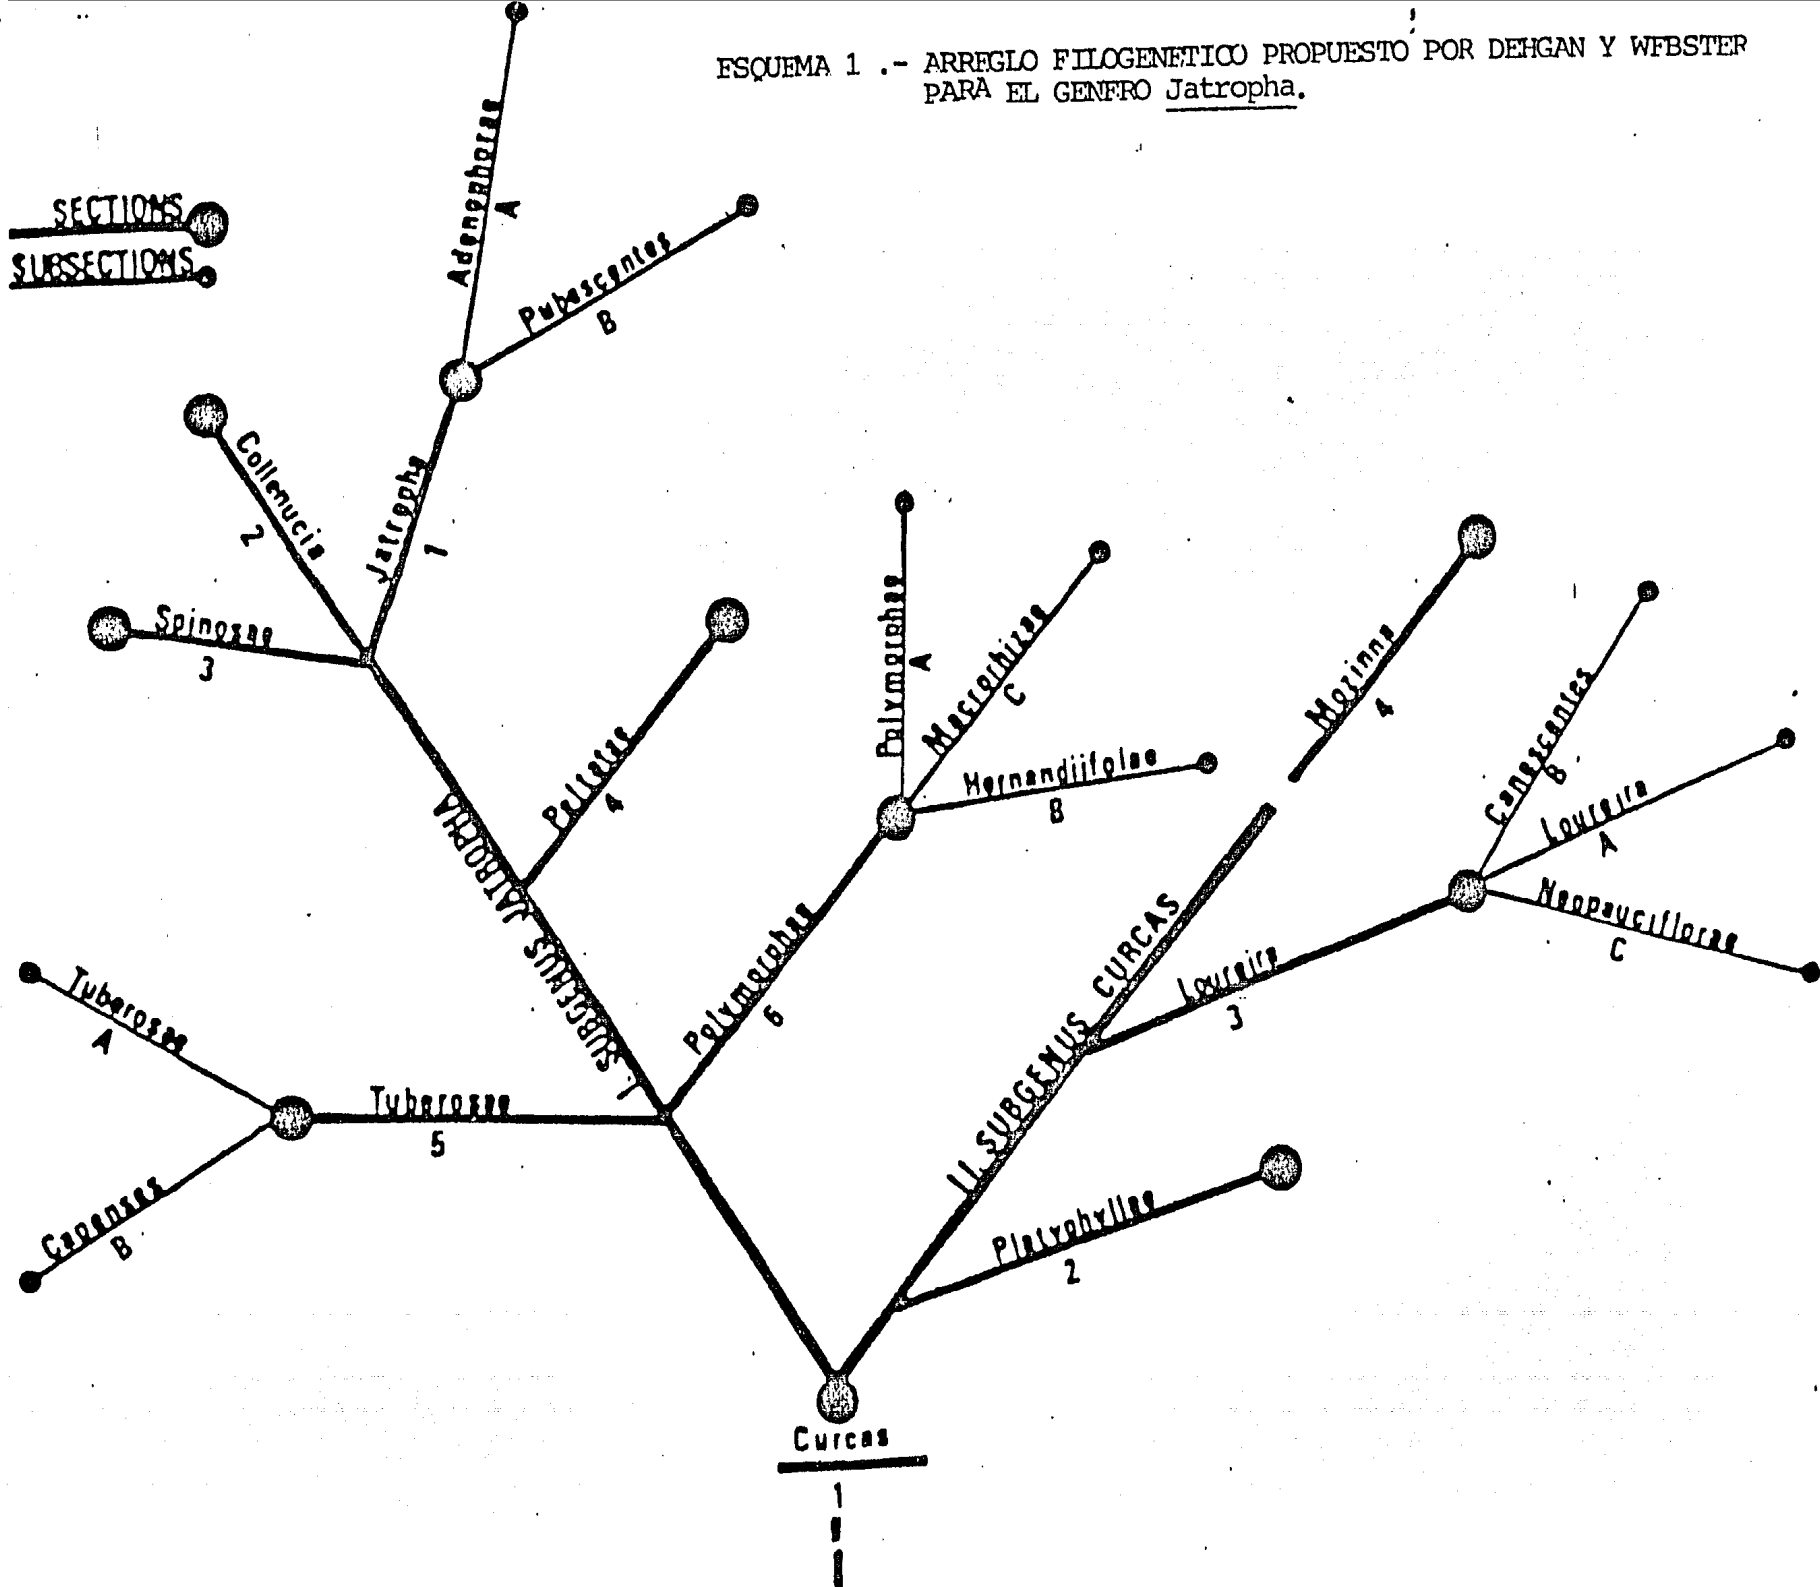 ESQUEMA 1 .- ARREGLO FILOGENETICO PROPUESTO POR DEHGAN Y WEBSTER
PARA EL GENERO Jatropha.
SECTIONS
SUBSECTIONS
Adenophorae
A
Pubescentes
B
Collenucia
2
Jatropha
1
Spinosae
3
Peltatae
4
Polymorphae
A
Macrorhizae
C
Hernandiifolae
B
Mozinna
4
Canescentes
B
Loureira
A
Neopauciflorae
C
I. SUBGENUS JATROPHA
Polymorphae
6
II. SUBGENUS CURCAS
Loureira
3
Tuberosae
A
Tuberosae
5
Capenses
B
Platyphyllae
2
Curcas
1